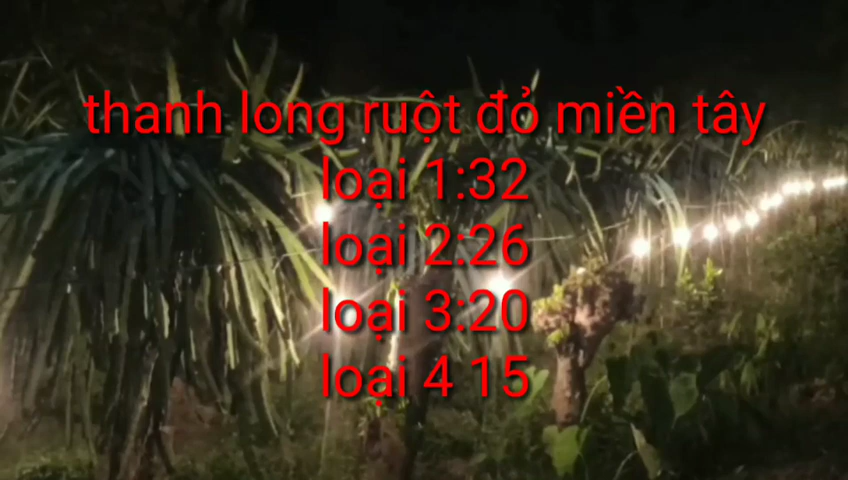 thanh long ruột đỏ miền tây
loại 1:32
loại 2:26
loại 3:20
loại 4 15